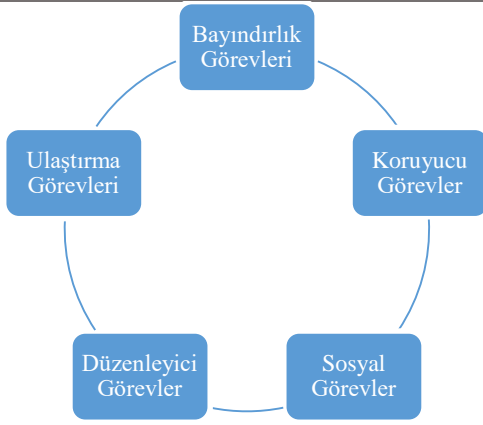 Bayındırlık
Görevleri
Koruyucu
Görevler
Sosyal
Görevler
Düzenleyici
Görevler
Ulaştırma
Görevleri